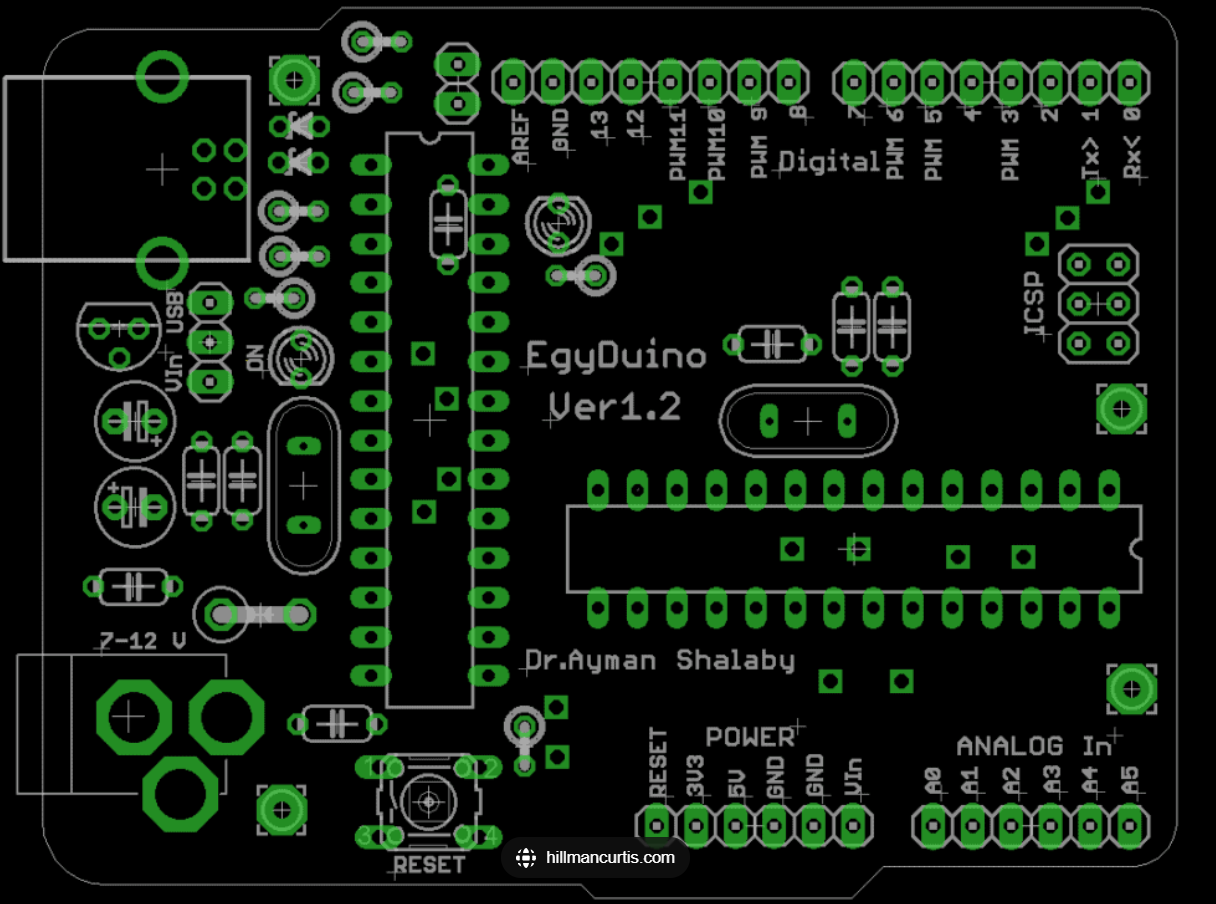 AREF
GND
13
12
PWM11
PWM10
PWM 9
8
7
PWM 6
PWM 5
4
PWM 3
2
Tx> 1
Rx< 0
Digital
USB
VIn
ON
ICSP
EgyDuino
Ver1.2
7-12 V
Dr.Ayman Shalaby
POWER
RESET
3V3
5V
GND
GND
VIn
ANALOG In
A0
A1
A2
A3
A4
A5
1
2
3
4
RESET
hillmancurtis.com